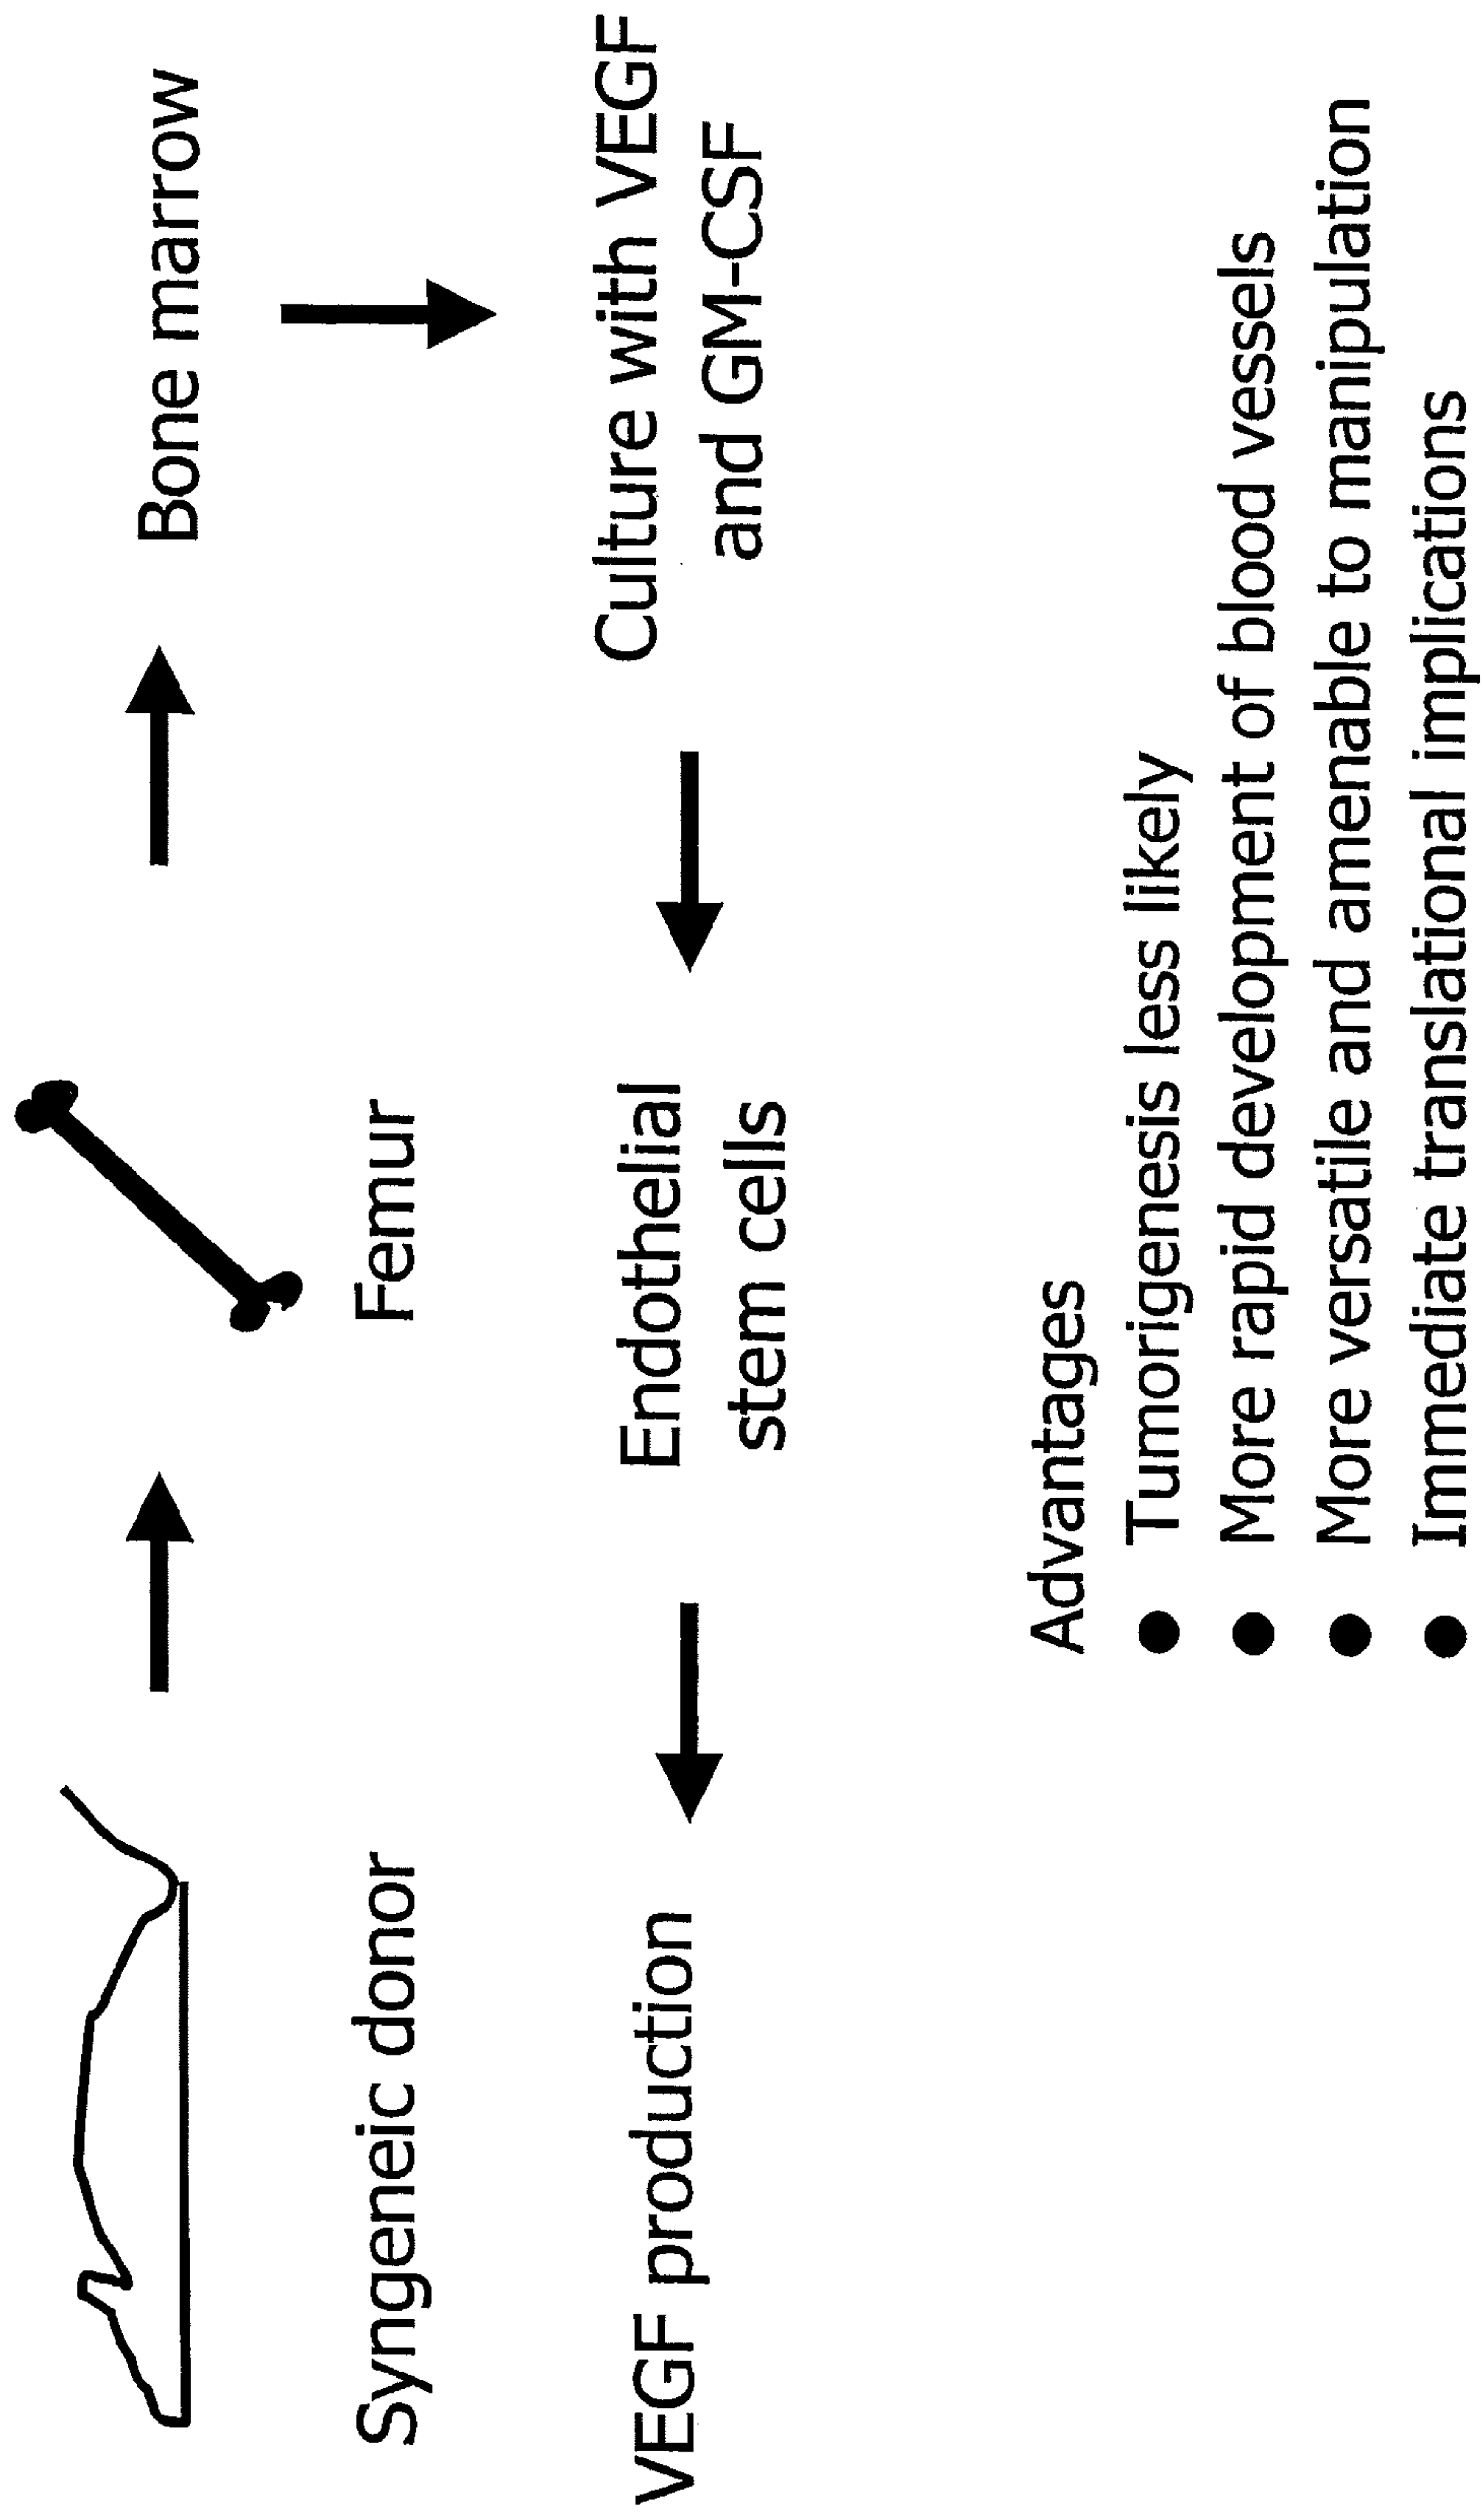 Syngeneic donor
Femur
Bone marrow
Culture with VEGF
and GM-CSF
Endothelial
stem cells
VEGF production
Advantages
● Tumorigenesis less likely
● More rapid development of blood vessels
● More versatile and amenable to manipulation
● Immediate translational implications